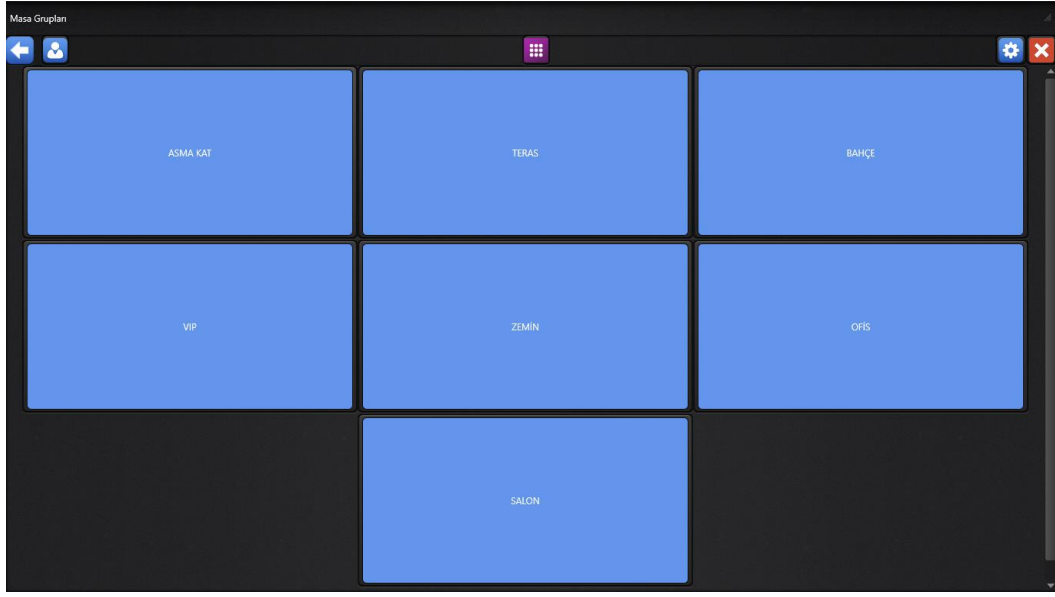 Masa Grupları
ASMA KAT
TERAS
BAHÇE
VIP
ZEMİN
OFİS
SALON